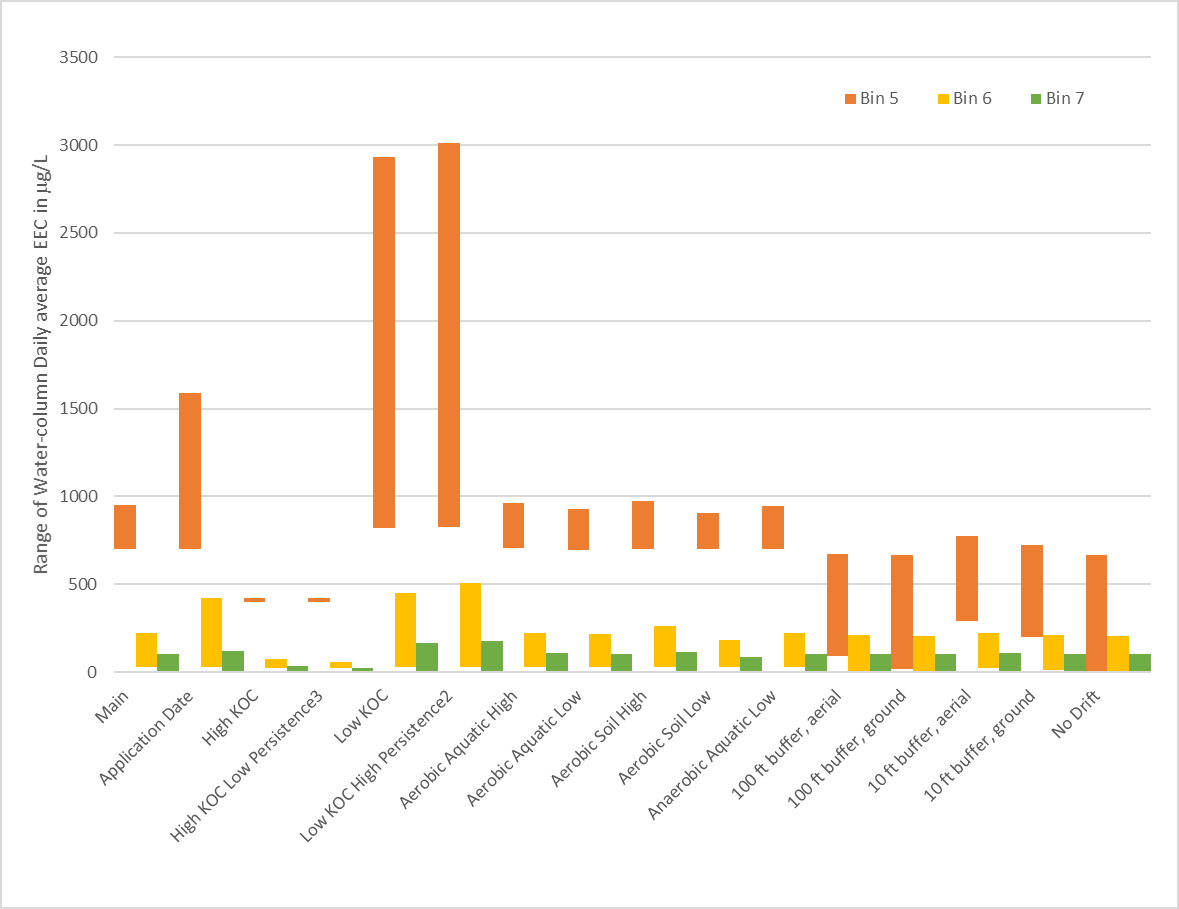 Range of Water-column Daily average EEC in µg/L
3500
3000
2500
2000
1500
1000
500
0
Bin 5
Bin 6
Bin 7
Main
Application Date
High KOC
High KOC Low Persistence3
Low KOC
Low KOC High Persistence2
Aerobic Aquatic High
Aerobic Aquatic Low
Aerobic Soil High
Aerobic Soil Low
Anaerobic Aquatic Low
100 ft buffer, aerial
100 ft buffer, ground
10 ft buffer, aerial
10 ft buffer, ground
No Drift